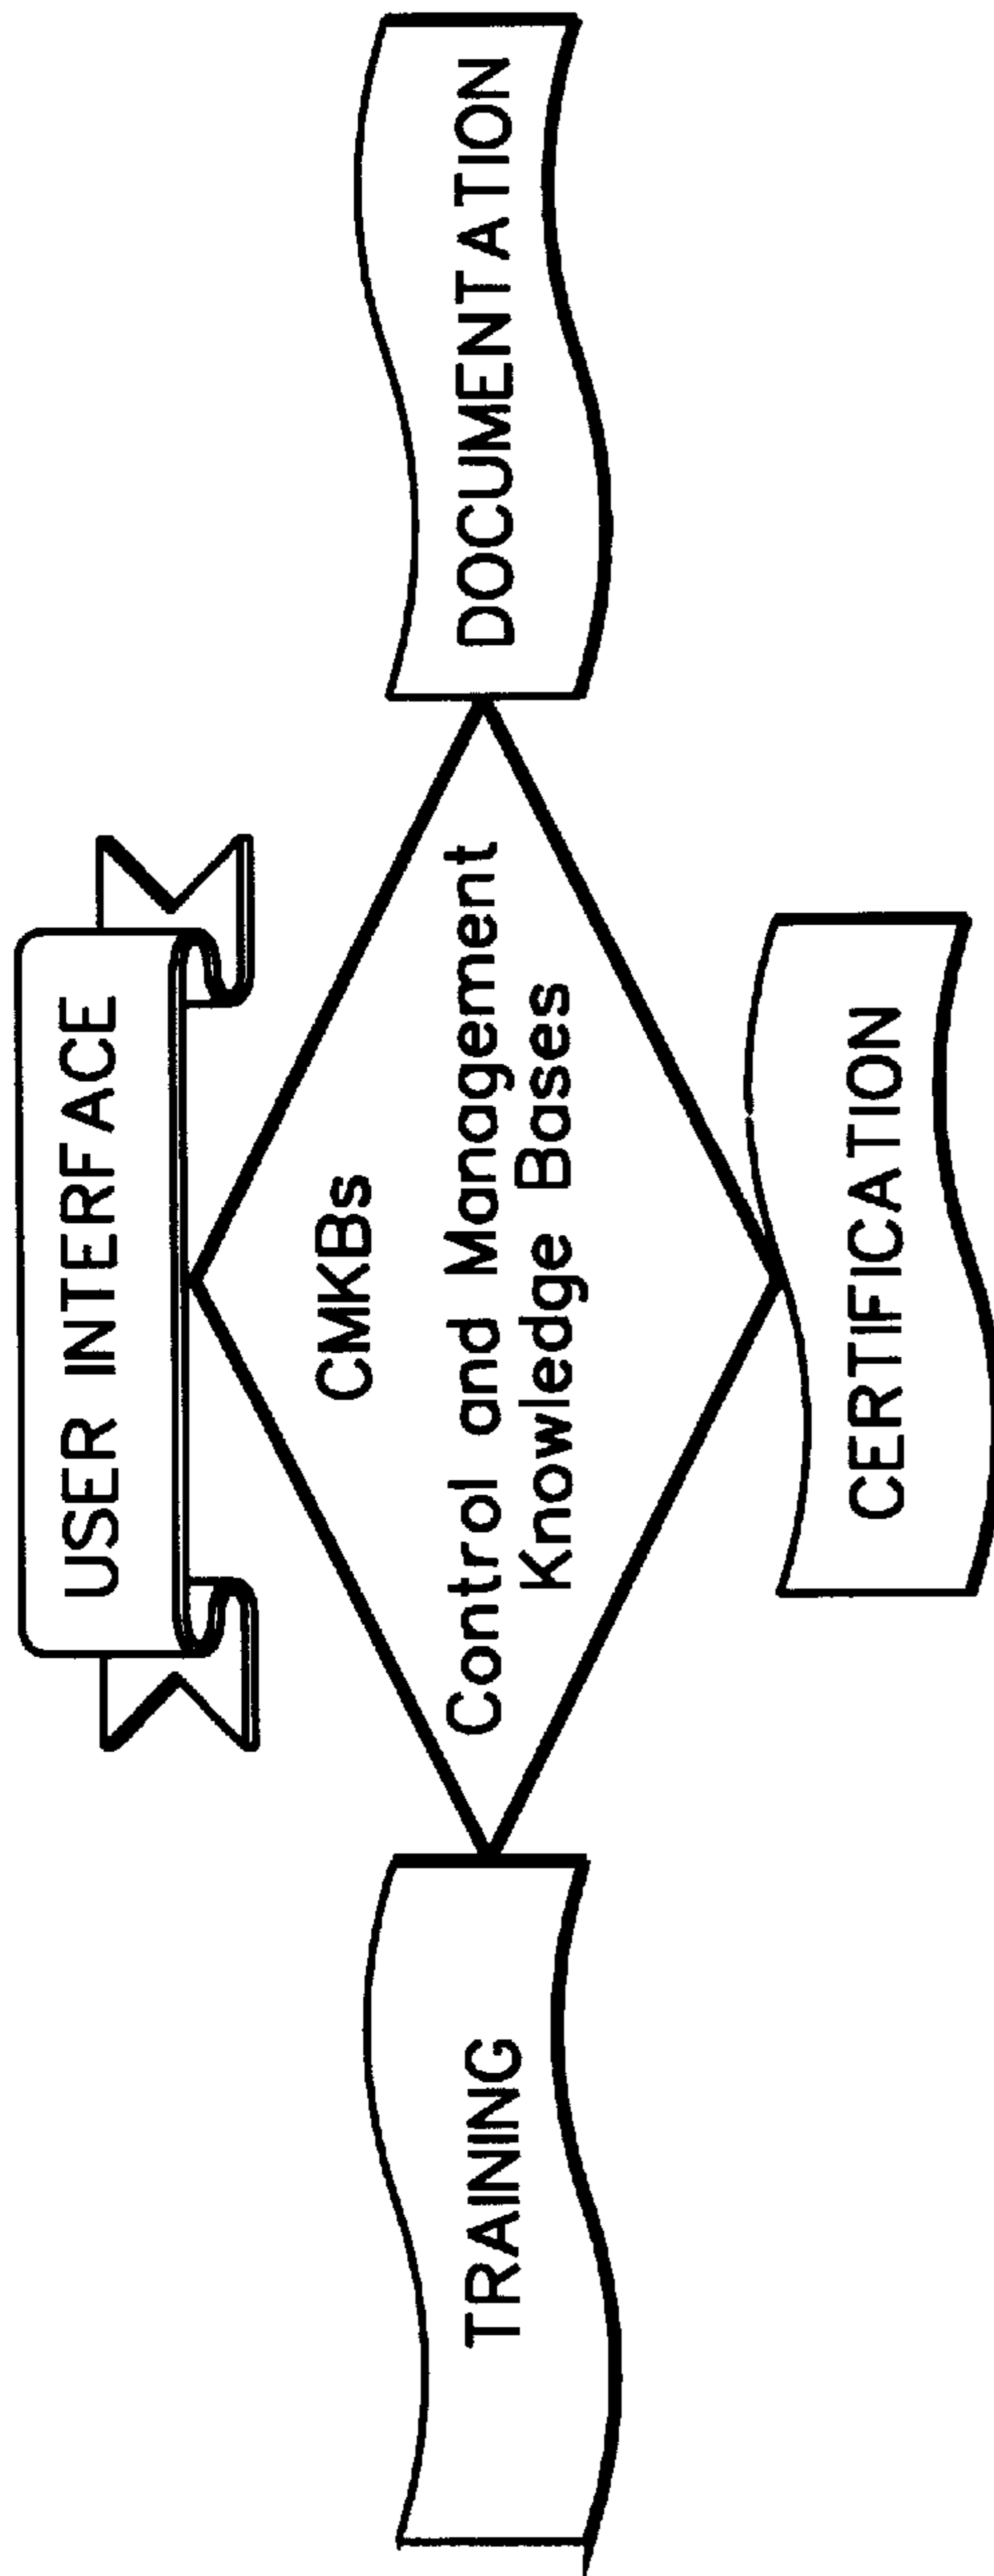 USER INTERFACE
CMKBs
Control and Management
Knowledge Bases
TRAINING
DOCUMENTATION
CERTIFICATION